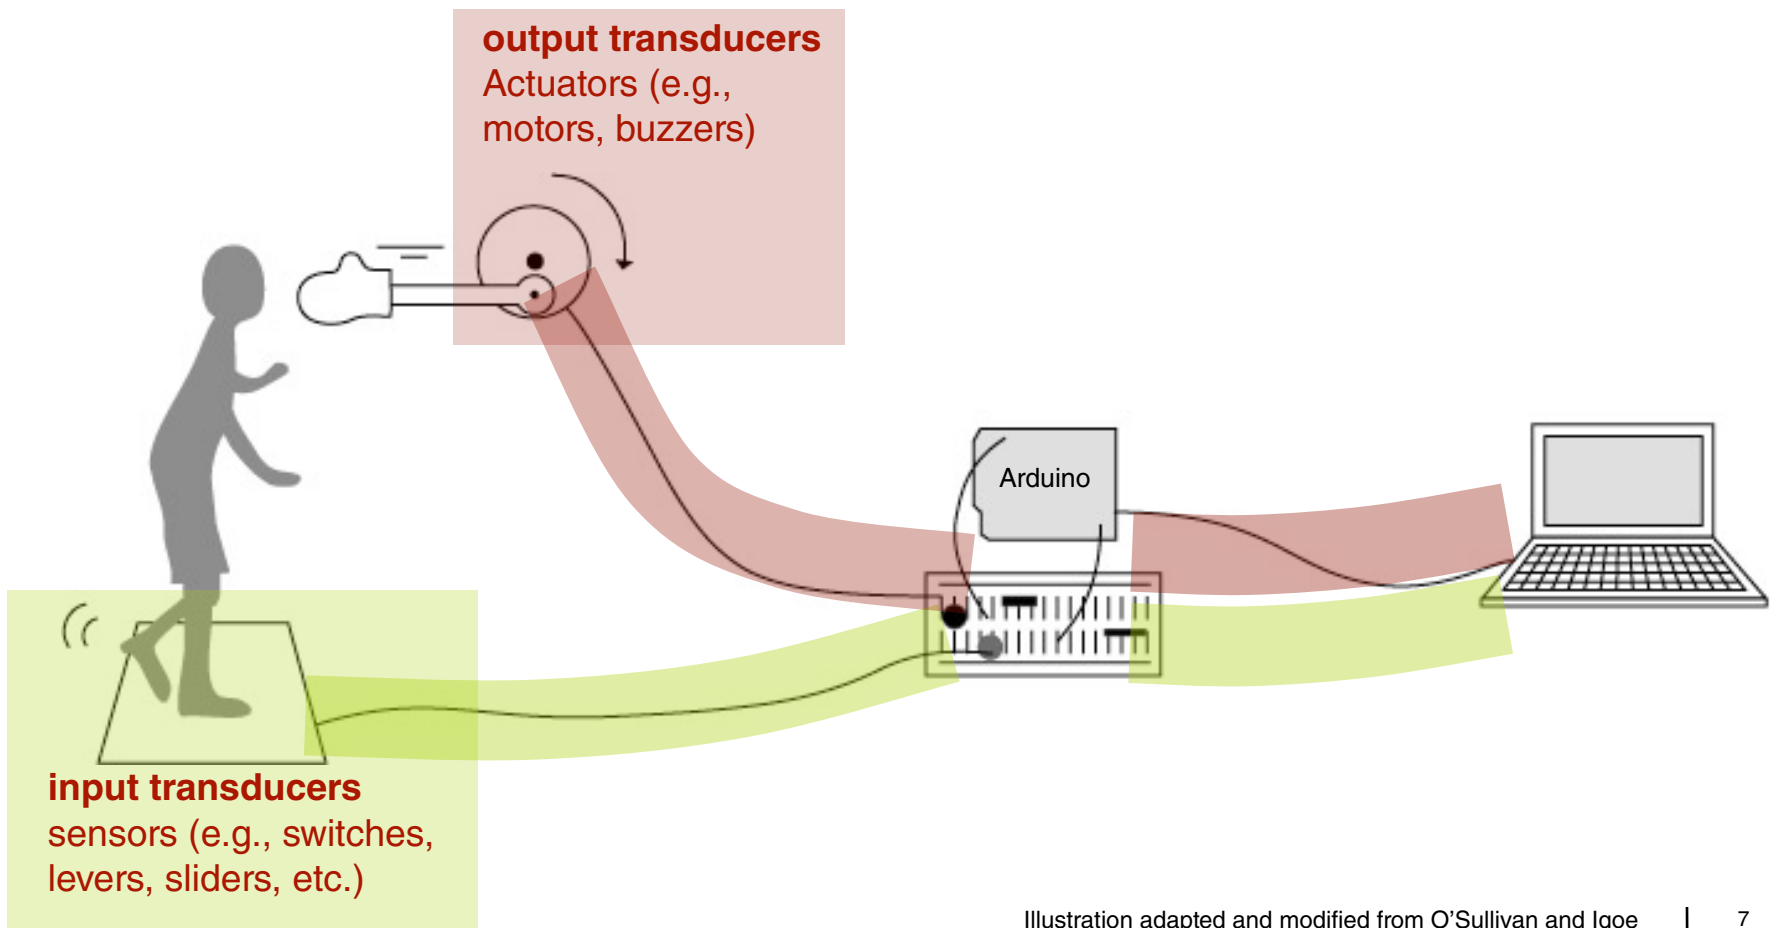 output transducers
Actuators (e.g.,
motors, buzzers)
Arduino
input transducers
sensors (e.g., switches,
levers, sliders, etc.)
Illustration adapted and modified from O'Sullivan and Igoe
7